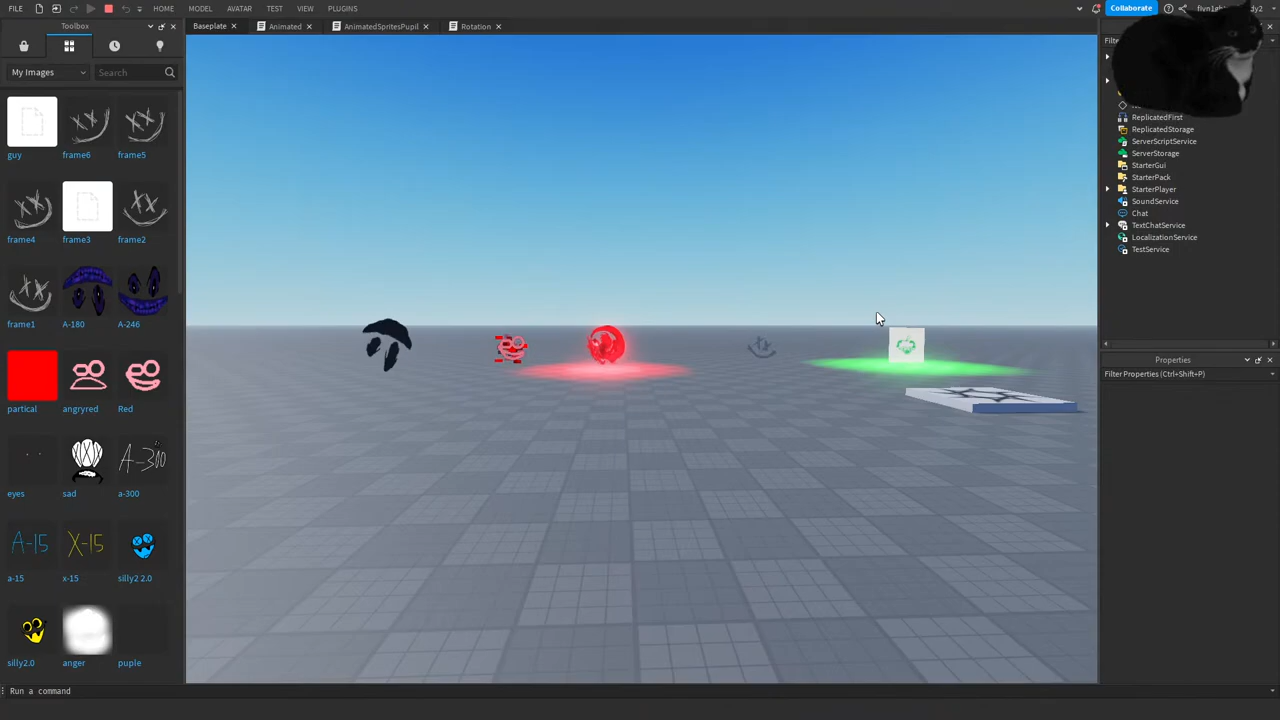 FILE HOME MODEL AVATAR TEST VIEW PLUGINS Collaborate
Toolbox
Baseplate Animated AnimatedSpritesPupil Rotation
My Images Search
guy frame6 frame5
frame4 frame3 frame2
frame1 A-180 A-246
partical angryred Red
A-300
eyes sad a-300
A-15 X-15
a-15 x-15 silly2 2.0
silly2.0 anger puple
ReplicatedFirst
ReplicatedStorage
ServerScriptService
ServerStorage
StarterGui
StarterPack
StarterPlayer
SoundService
Chat
TextChatService
LocalizationService
TestService
Properties
Filter Properties (Ctrl+Shift+P)
Run a command